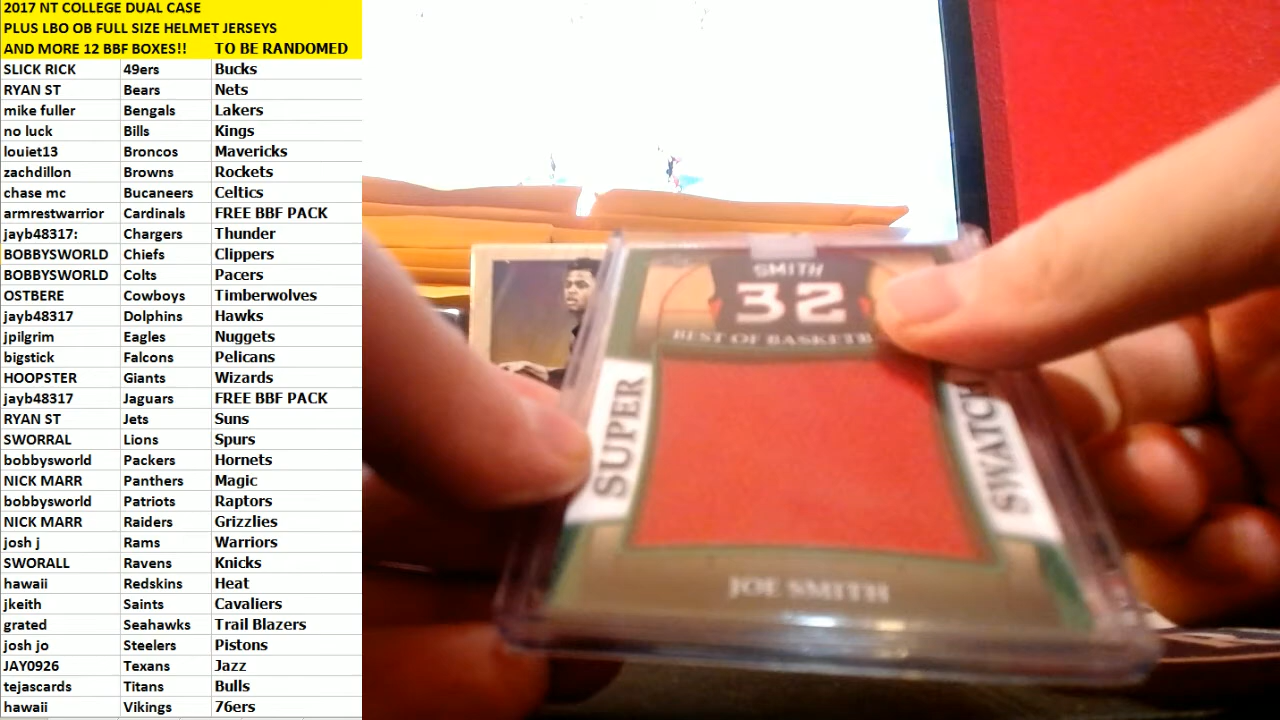 2017 NT COLLEGE DUAL CASE
PLUS LBO OB FULL SIZE HELMET JERSEYS
AND MORE 12 BBF BOXES!! TO BE RANDOMED
SLICK RICK 49ers Bucks
RYAN ST Bears Nets
mike fuller Bengals Lakers
no luck Bills Kings
louiet13 Broncos Mavericks
zachdillon Browns Rockets
chase mc Bucaneers Celtics
armrestwarrior Cardinals FREE BBF PACK
jayb48317: Chargers Thunder
BOBBYSWORLD Chiefs Clippers
BOBBYSWORLD Colts Pacers
OSTBERE Cowboys Timberwolves
jayb48317 Dolphins Hawks
jpilgrim Eagles Nuggets
bigstick Falcons Pelicans
HOOPSTER Giants Wizards
jayb48317 Jaguars FREE BBF PACK
RYAN ST Jets Suns
SWORRAL Lions Spurs
bobbysworld Packers Hornets
NICK MARR Panthers Magic
bobbysworld Patriots Raptors
NICK MARR Raiders Grizzlies
josh j Rams Warriors
SWORALL Ravens Knicks
hawaii Redskins Heat
jkeith Saints Cavaliers
grated Seahawks Trail Blazers
josh jo Steelers Pistons
JAY0926 Texans Jazz
tejascards Titans Bulls
hawaii Vikings 76ers
SMITH
32
BEST OF BASKETB
SUPER
SWATCH
JOE SMITH